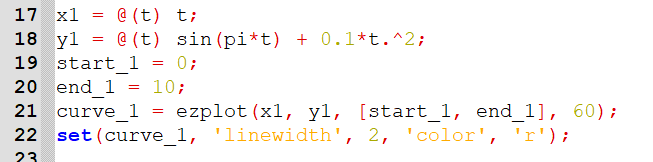 17 x1 = @(t) t;
18 y1 = @(t) sin(pi*t) + 0.1*t.^2;
19 start_1 = 0;
20 end_1 = 10;
21 curve_1 = ezplot(x1, y1, [start_1, end_1], 60);
22 set(curve_1, 'linewidth', 2, 'color', 'r');
23